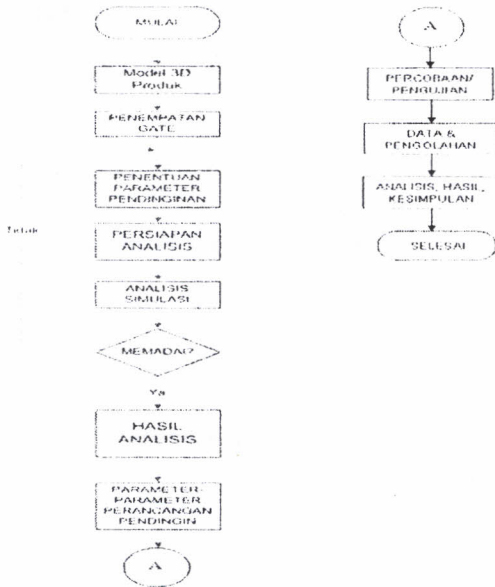 MULAI
Model 3D
Produk
PENEMPATAN
GATE
PENENTUAN
PARAMETER
PENDINGINAN
Tidak
PERSIAPAN
ANALISIS
ANALISIS
SIMULASI
MEMADAI?
Ya
HASIL
ANALISIS
PARAMETER-
PARAMETER
PERANCANGAN
PENDINGIN
A
A
PERCOBAAN/
PENGUJIAN
DATA &
PENGOLAHAN
ANALISIS, HASIL,
KESIMPULAN
SELESAI